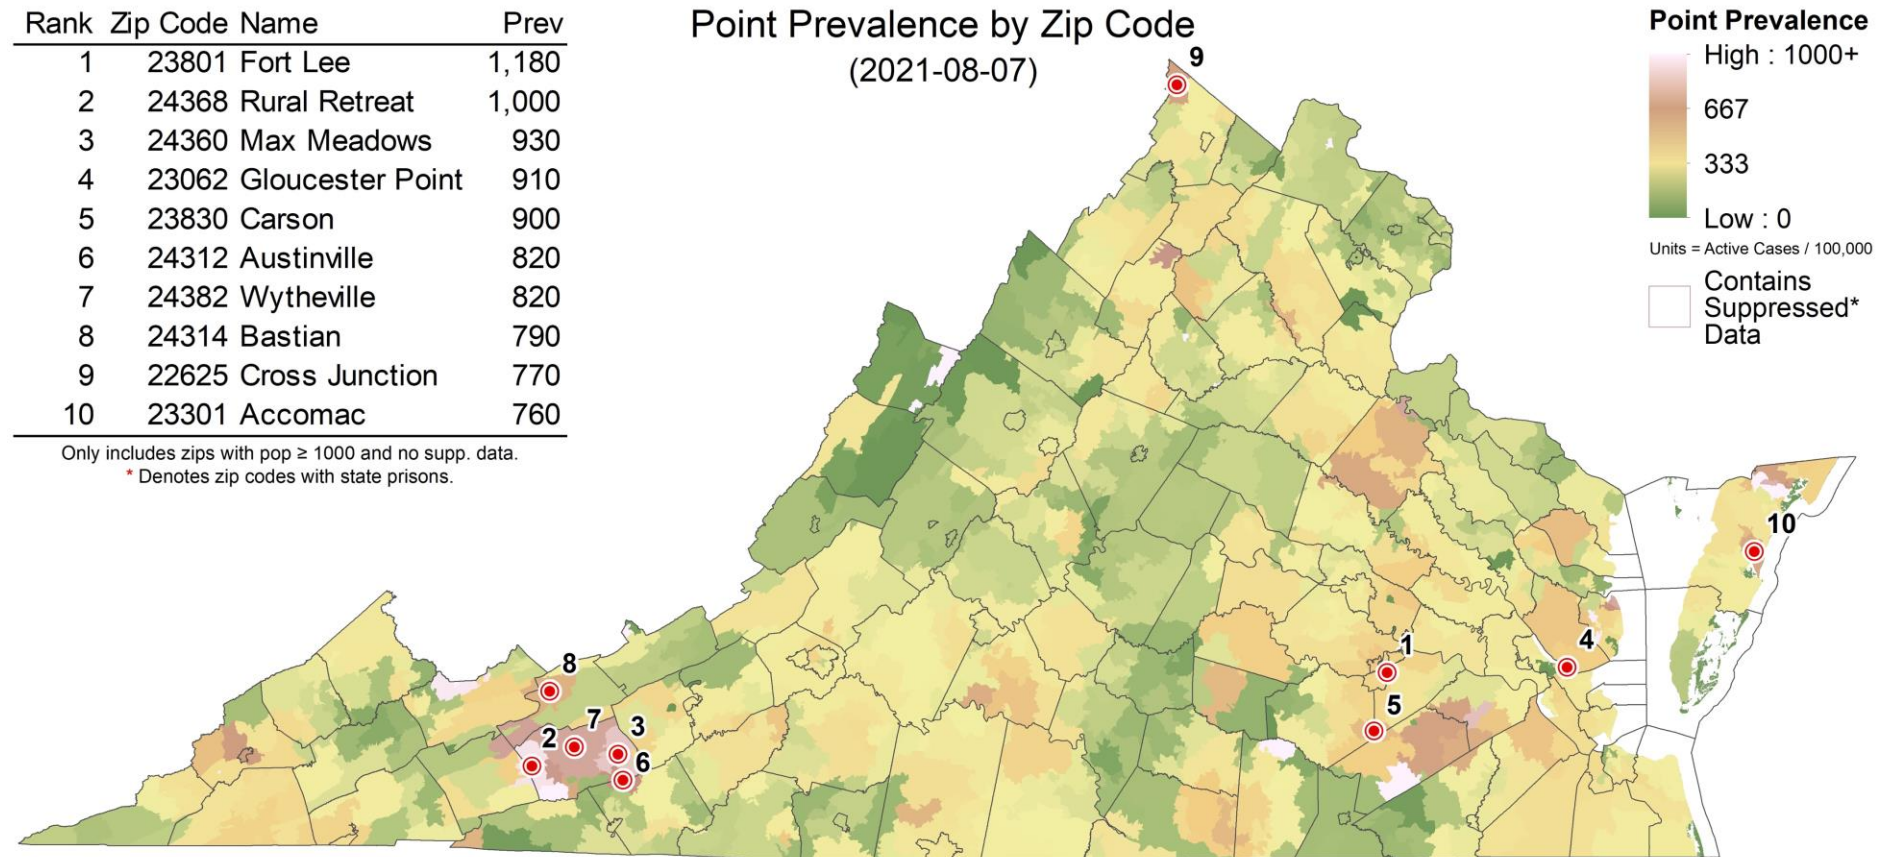 Rank Zip Code Name Prev
1 23801 Fort Lee 1,180
2 24368 Rural Retreat 1,000
3 24360 Max Meadows 930
4 23062 Gloucester Point 910
5 23830 Carson 900
6 24312 Austinville 820
7 24382 Wytheville 820
8 24314 Bastian 790
9 22625 Cross Junction 770
10 23301 Accomac 760
Only includes zips with pop ≥ 1000 and no supp. data.
* Denotes zip codes with state prisons.
Point Prevalence by Zip Code
(2021-08-07)
Point Prevalence
High : 1000+
667
333
Low : 0
Units = Active Cases / 100,000
Contains
Suppressed*
Data
9
10
1
4
8
5
7
3
2
6